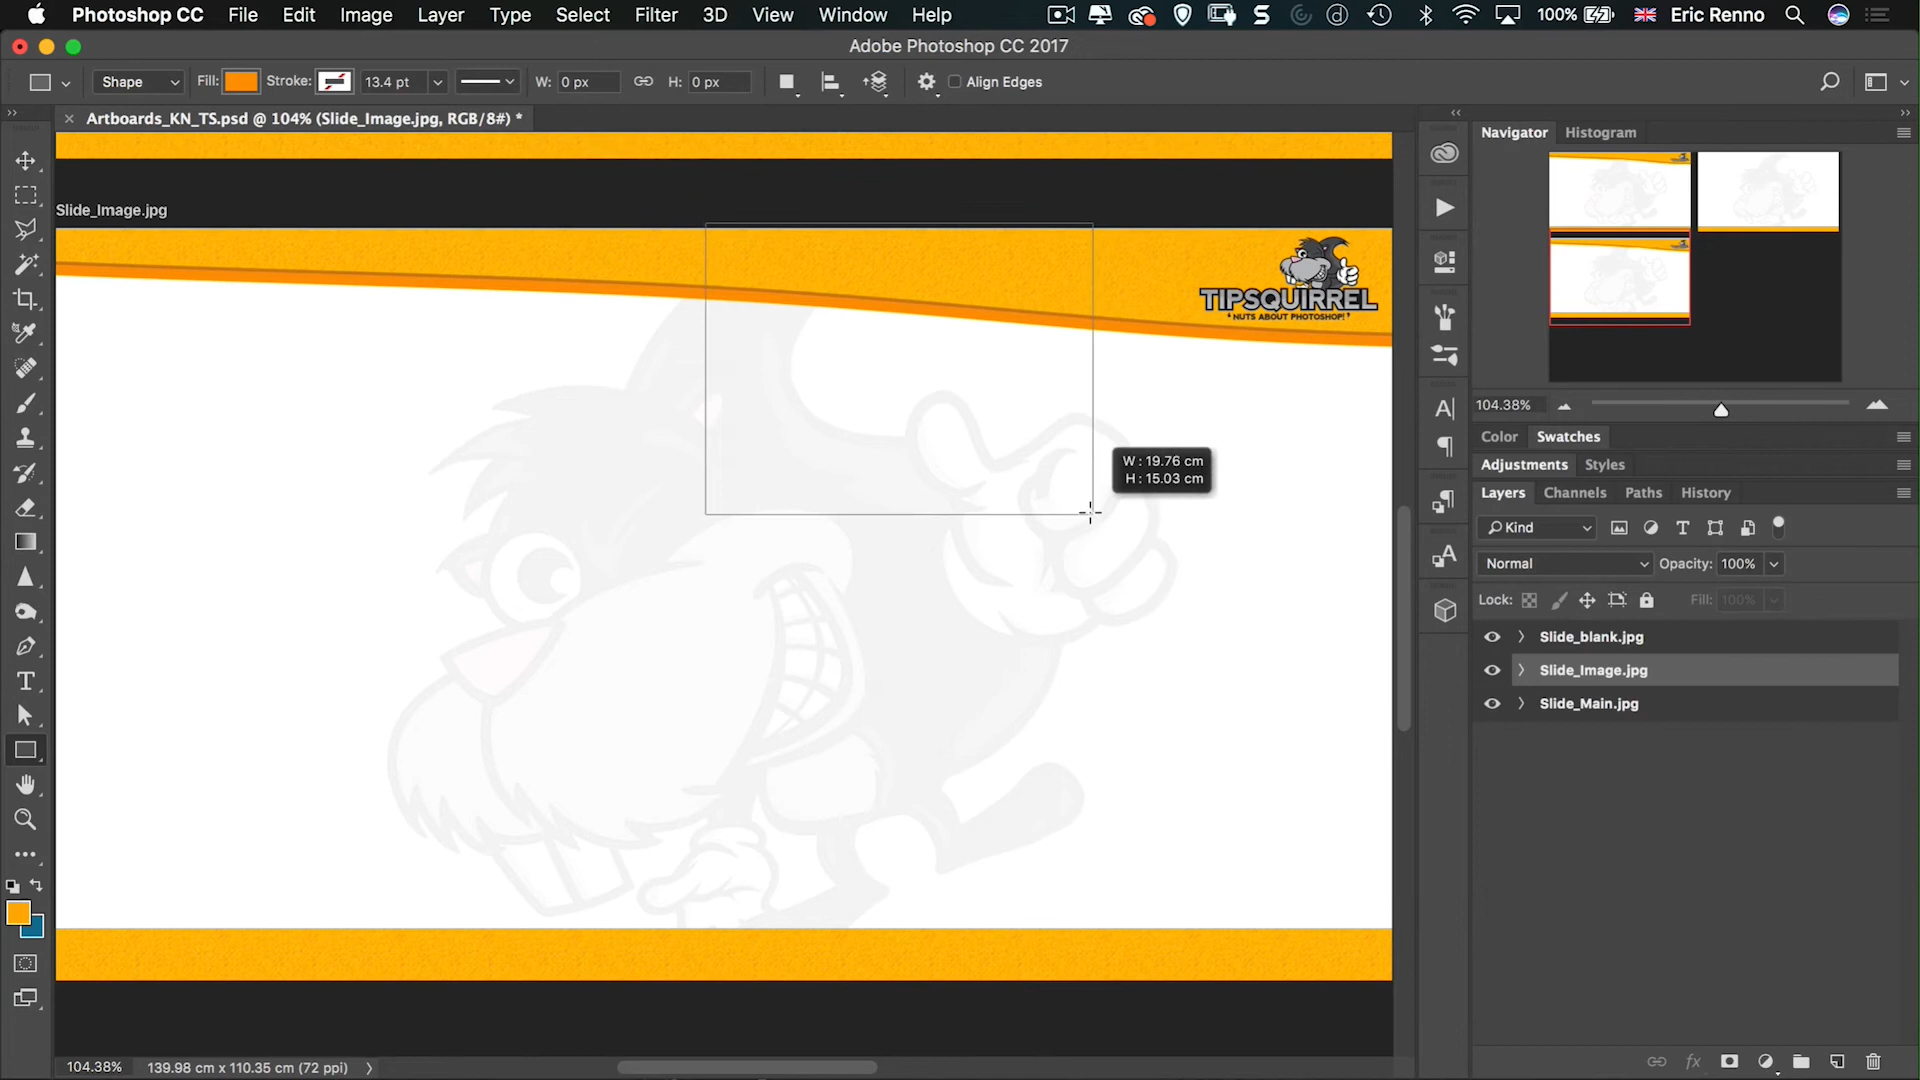 Photoshop CC File Edit Image Layer Type Select Filter 3D View Window Help 100% Eric Renno
Adobe Photoshop CC 2017
Shape Fill: Stroke: 13.4 pt W: 0 px H: 0 px Align Edges
Artboards_KN_TS.psd @ 104% (Slide_Image.jpg, RGB/8#) *
Navigator Histogram
Slide_Image.jpg
TIPSQUIRREL
NUTS ABOUT PHOTOSHOP!
W : 19.76 cm
H : 15.03 cm
104.38%
Color Swatches
Adjustments Styles
Layers Channels Paths History
Kind
Normal Opacity: 100%
Lock: Fill: 100%
Slide_blank.jpg
Slide_Image.jpg
Slide_Main.jpg
104.38% 139.98 cm x 110.35 cm (72 ppi)